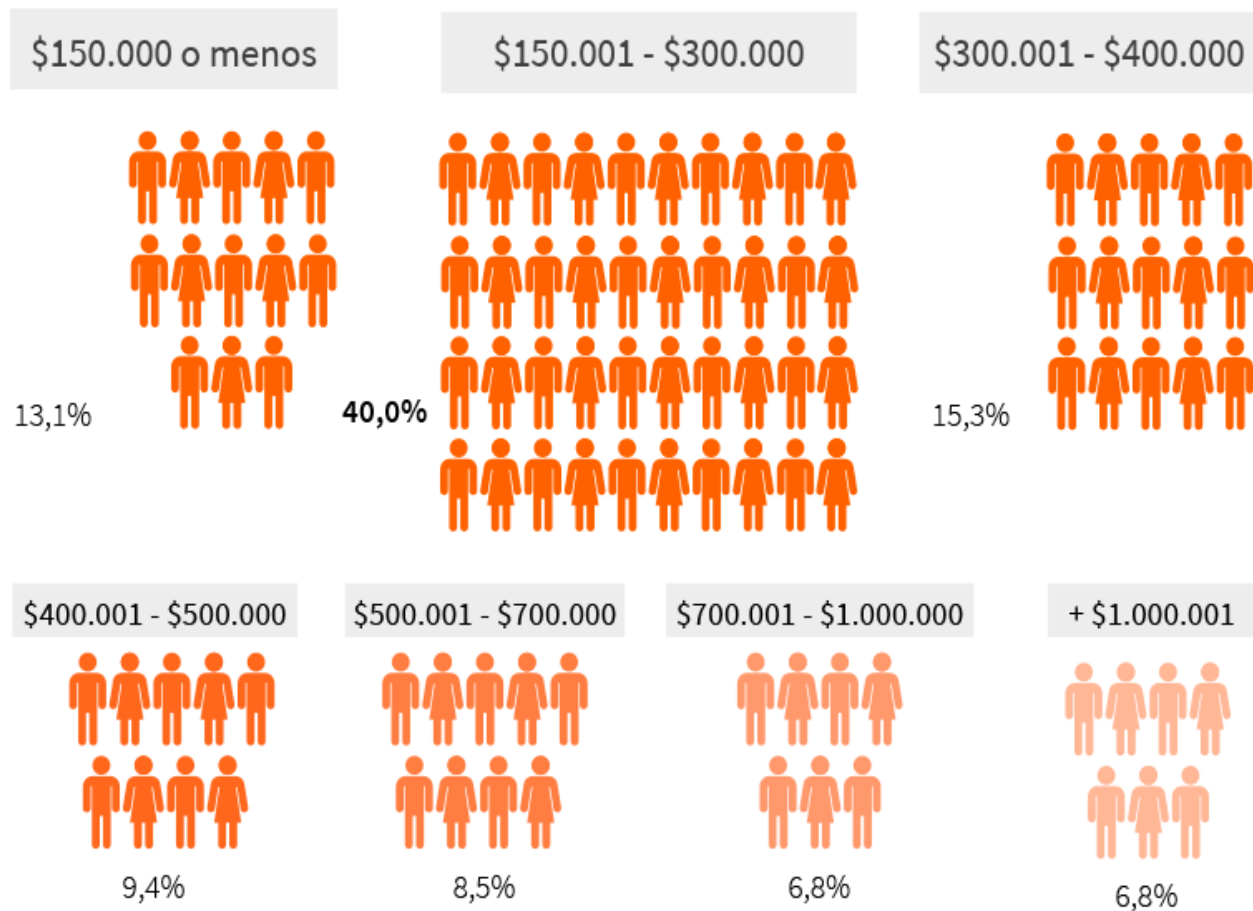 $150.000 o menos
$150.001 - $300.000
$300.001 - $400.000
13,1%
40,0%
15,3%
$400.001 - $500.000
$500.001 - $700.000
$700.001 - $1.000.000
+ $1.000.001
9,4%
8,5%
6,8%
6,8%